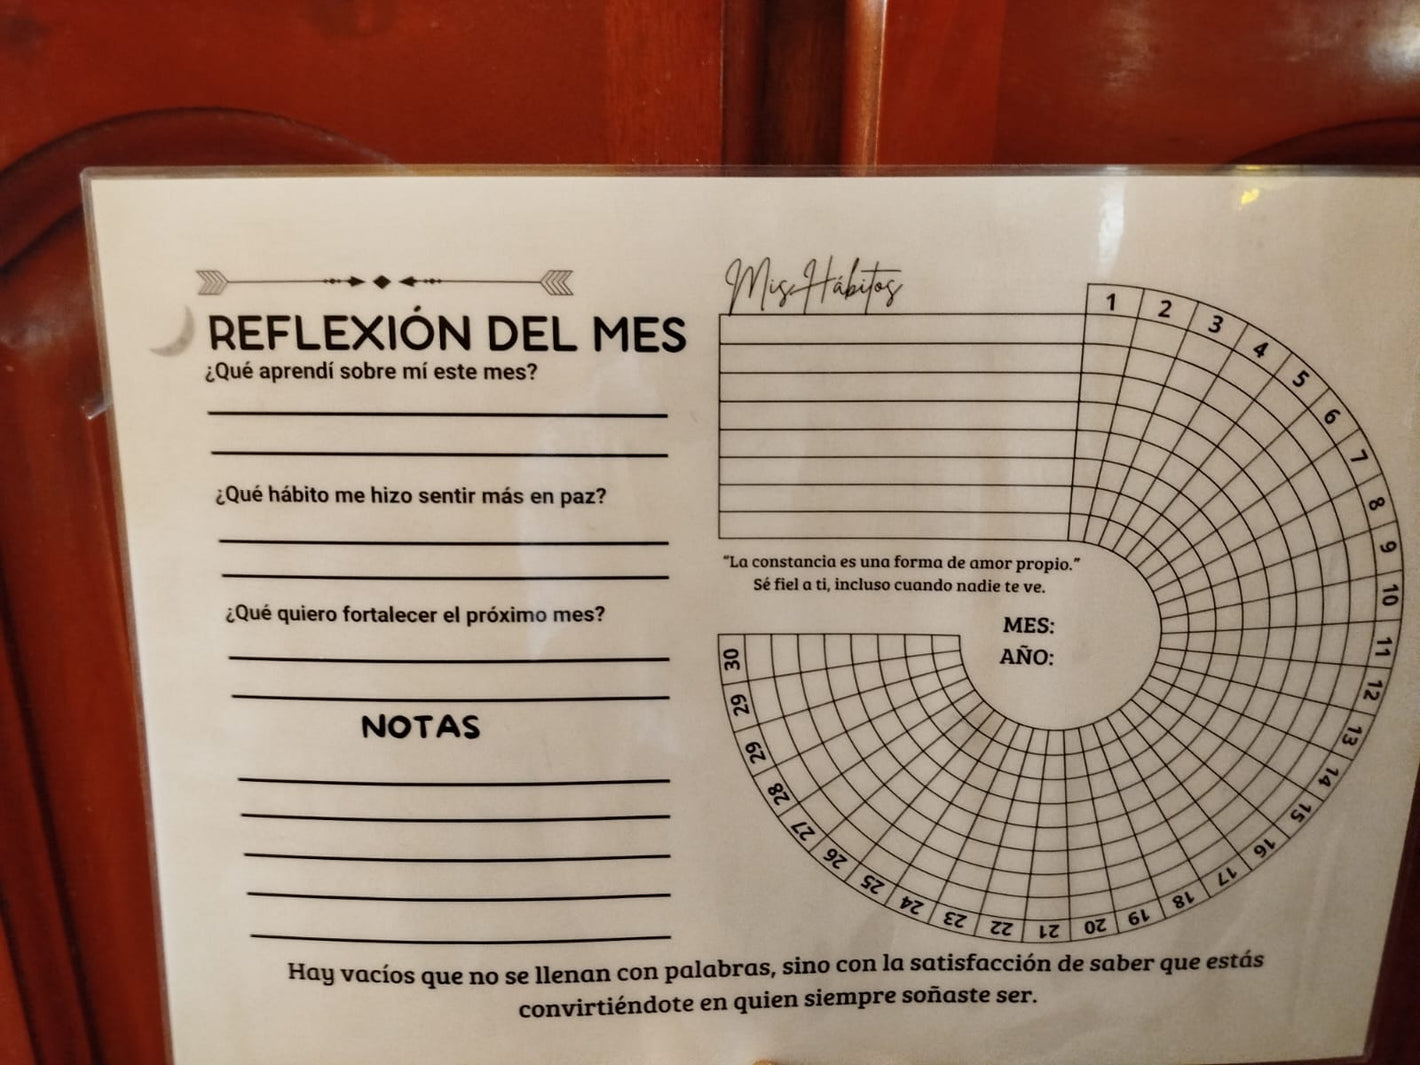 REFLEXIÓN DEL MES
¿Qué aprendí sobre mí este mes?
¿Qué hábito me hizo sentir más en paz?
¿Qué quiero fortalecer el próximo mes?
NOTAS
Mis Hábitos
1
2
3
4
5
6
7
8
9
10
11
12
13
14
15
16
17
18
19
20
21
22
23
24
25
26
27
28
29
29
30
“La constancia es una forma de amor propio.”
Sé fiel a ti, incluso cuando nadie te ve.
MES:
AÑO:
Hay vacíos que no se llenan con palabras, sino con la satisfacción de saber que estás
convirtiéndote en quien siempre soñaste ser.